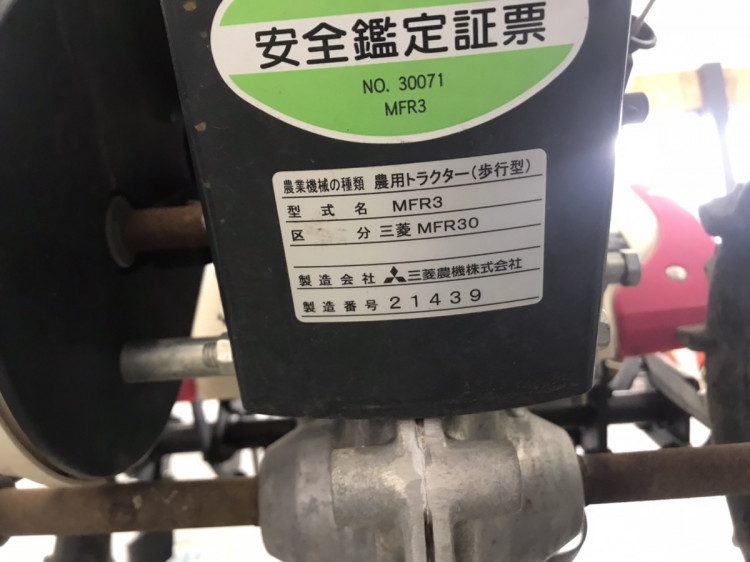 安全鑑定証票
NO. 30071
MFR3
農業機械の種類 農用トラクター(歩行型)
型式名 MFR3
区分 三菱 MFR30
製造会社 三菱農機株式会社
製造番号 21439